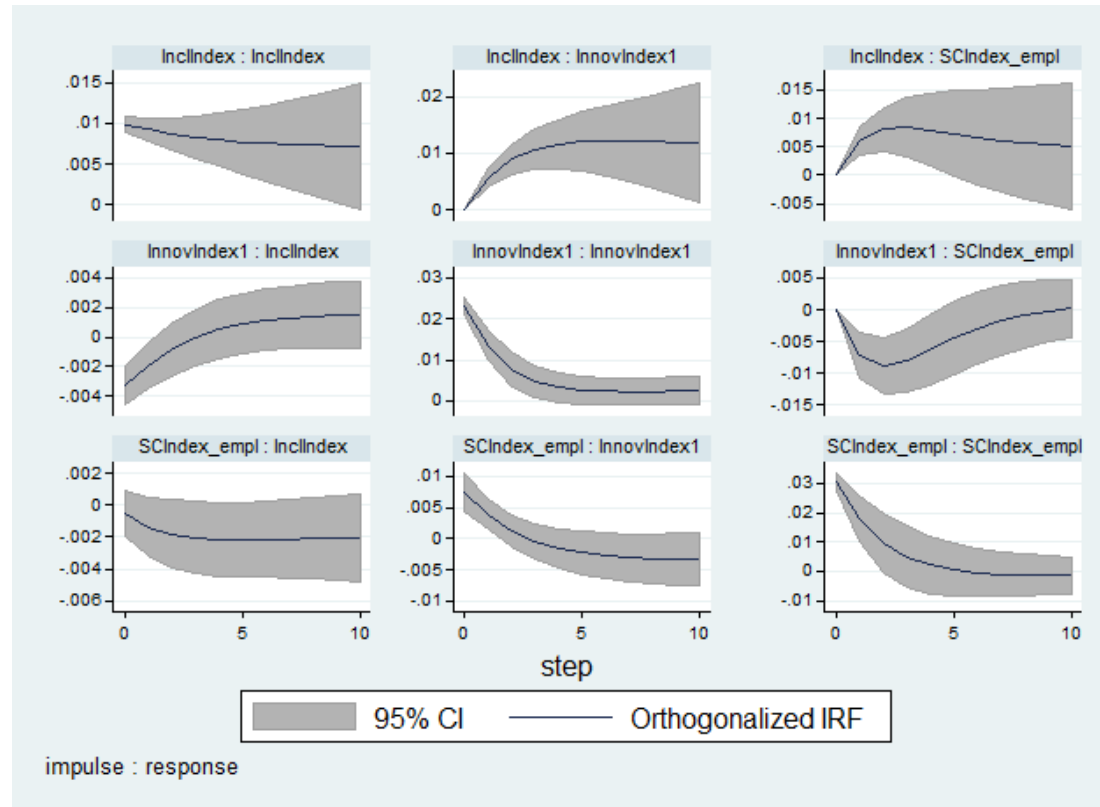 InclIndex : InclIndex
InclIndex : InnovIndex1
InclIndex : SCIndex_empl
.015
.01
.005
0
.02
.01
0
.015
.01
.005
0
-.005
InnovIndex1 : InclIndex
InnovIndex1 : InnovIndex1
InnovIndex1 : SCIndex_empl
.004
.002
0
-.002
-.004
.03
.02
.01
0
.005
0
-.005
-.01
-.015
SCIndex_empl : InclIndex
SCIndex_empl : InnovIndex1
SCIndex_empl : SCIndex_empl
.002
0
-.002
-.004
-.006
.01
.005
0
-.005
-.01
.03
.02
.01
0
-.01
0 5 10
0 5 10
0 5 10
step
95% CI
Orthogonalized IRF
impulse : response